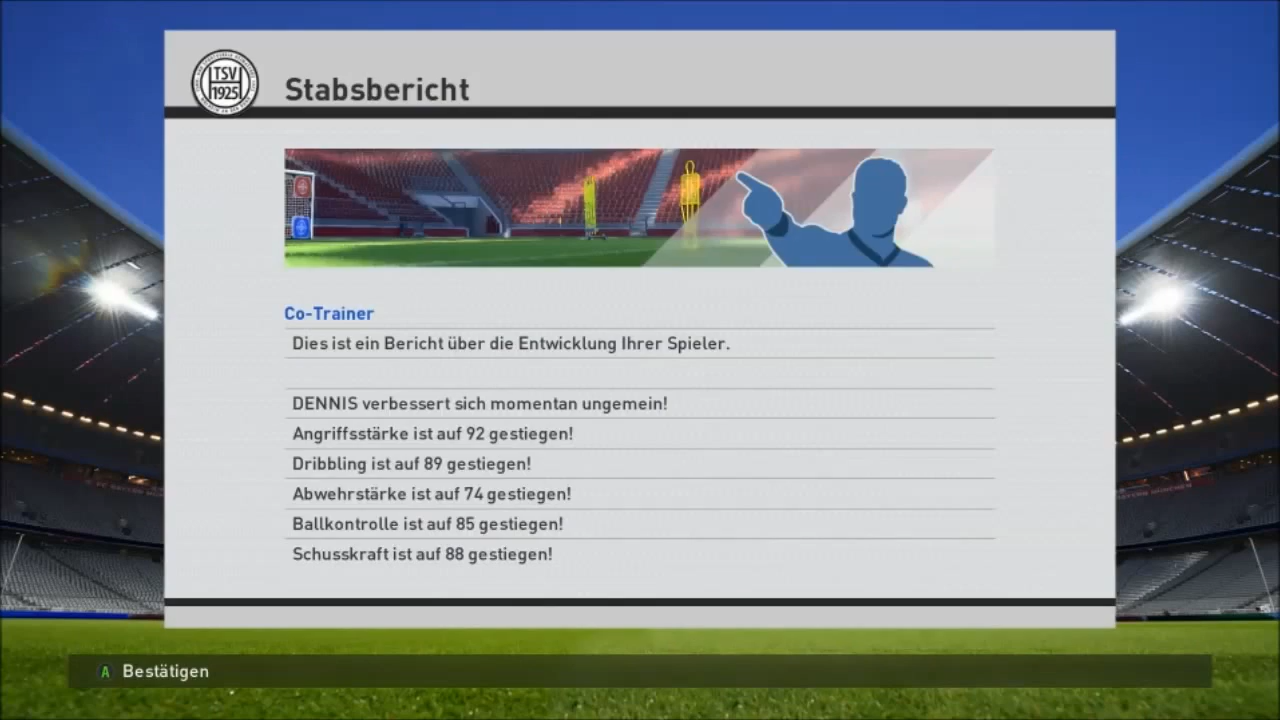 TSV
1925
Stabsbericht
Co-Trainer
Dies ist ein Bericht über die Entwicklung Ihrer Spieler.
DENNIS verbessert sich momentan ungemein!
Angriffsstärke ist auf 92 gestiegen!
Dribbling ist auf 89 gestiegen!
Abwehrstärke ist auf 74 gestiegen!
Ballkontrolle ist auf 85 gestiegen!
Schusskraft ist auf 88 gestiegen!
A Bestätigen